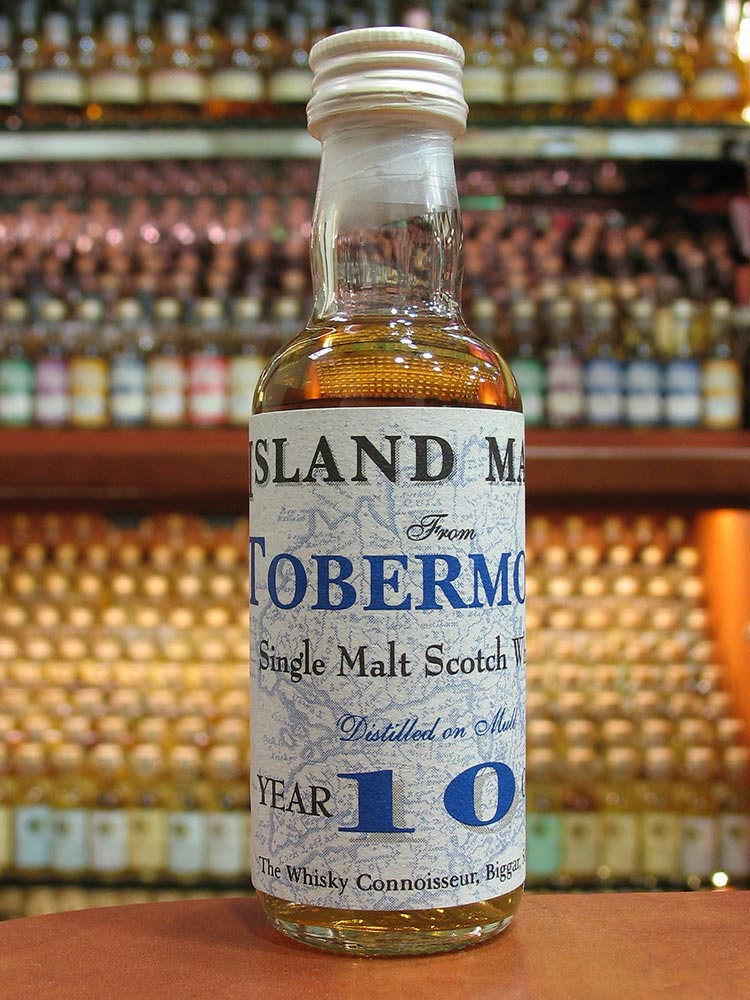 ISLAND MA
From
TOBERMO
Single Malt Scotch W
Distilled on Mull
YEAR 10 O
The Whisky Connoisseur, Biggar, S